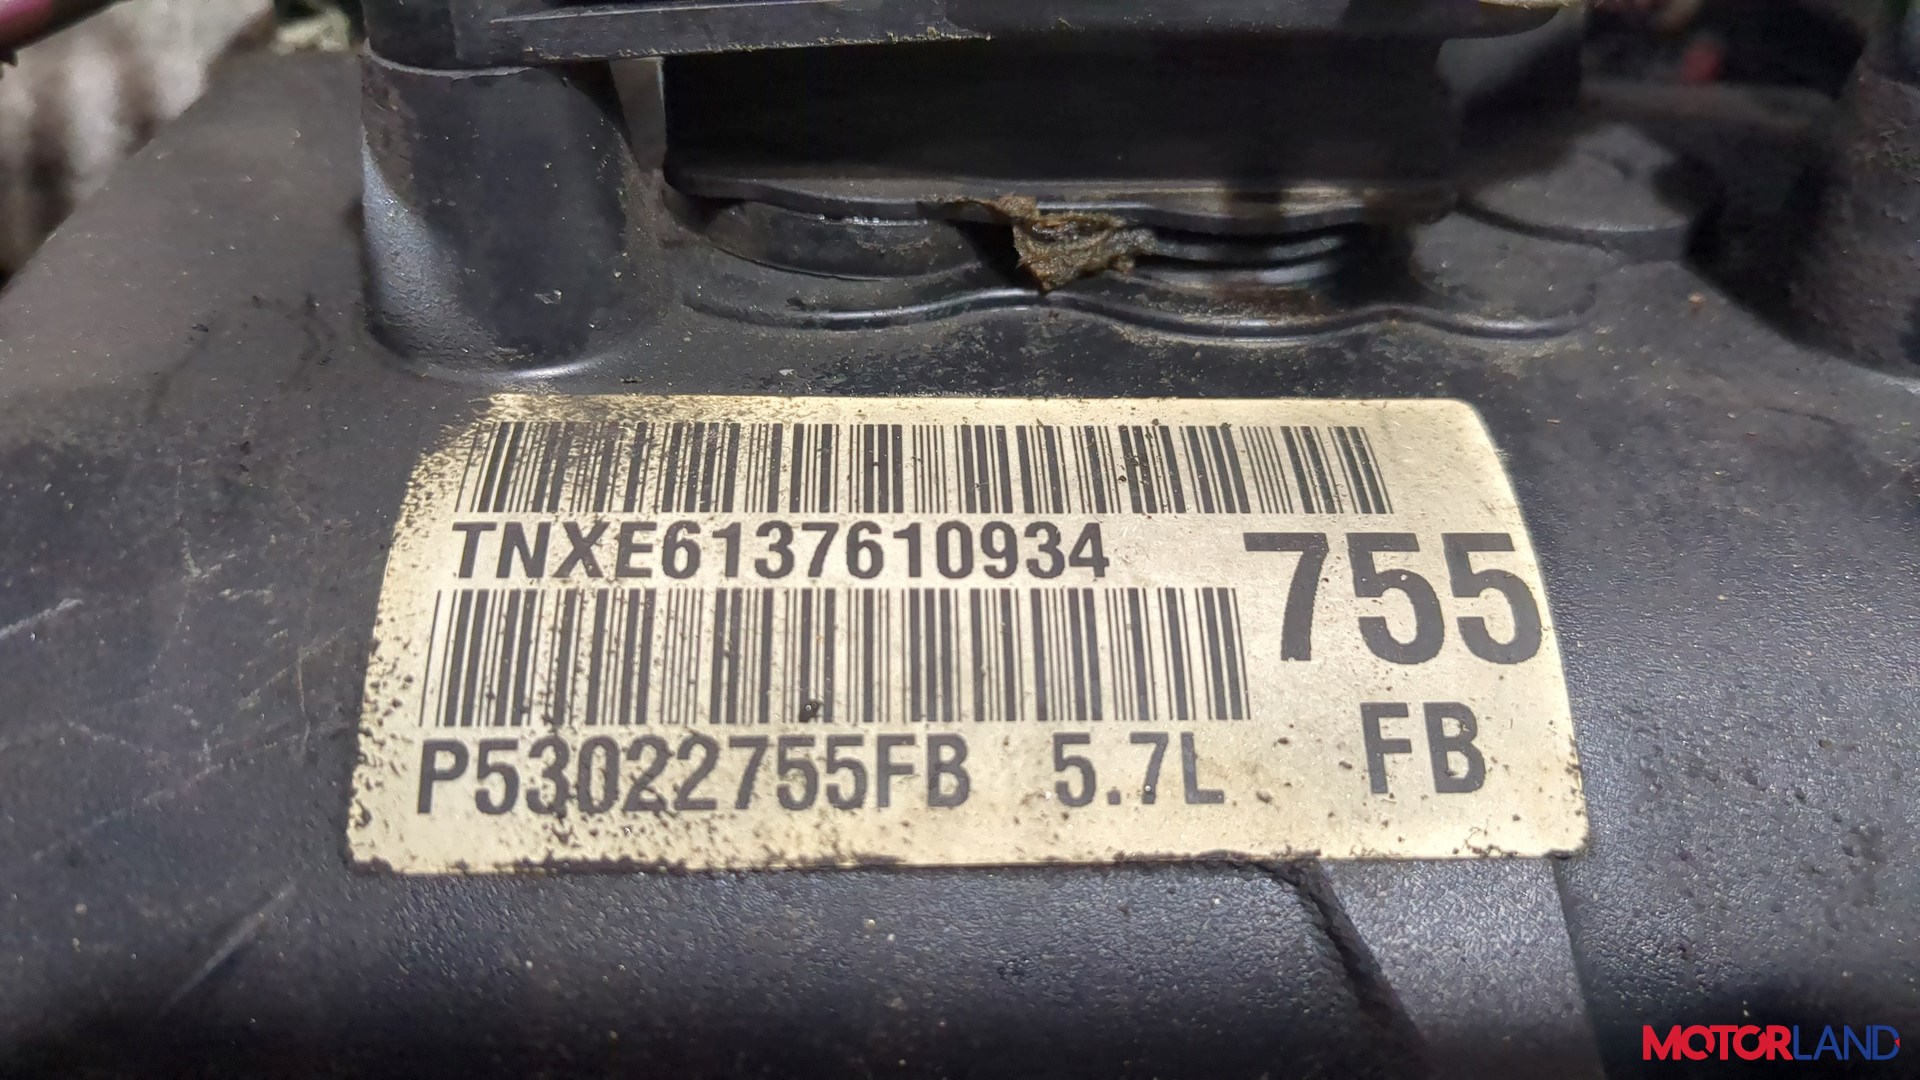 TNXE6137610934
755
P53022755FB 5.7L FB
MOTORLAND